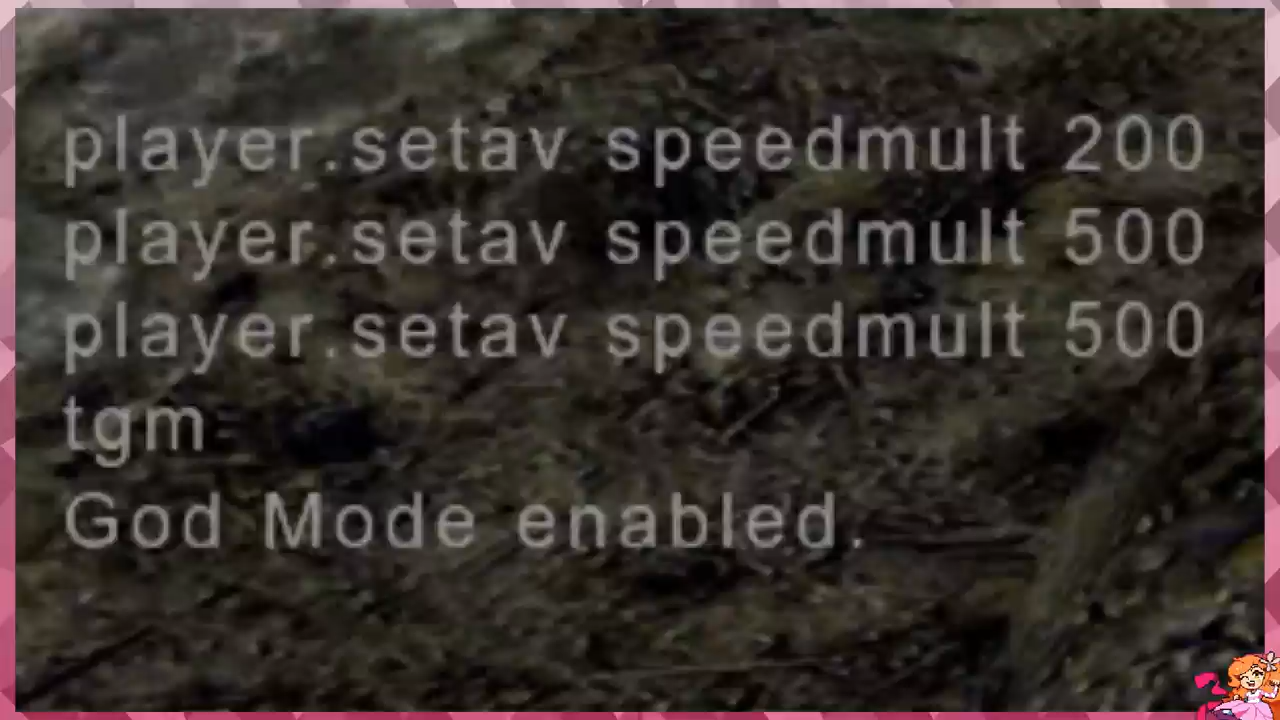 player.setav speedmult 200
player.setav speedmult 500
player.setav speedmult 500
tgm
God Mode enabled.